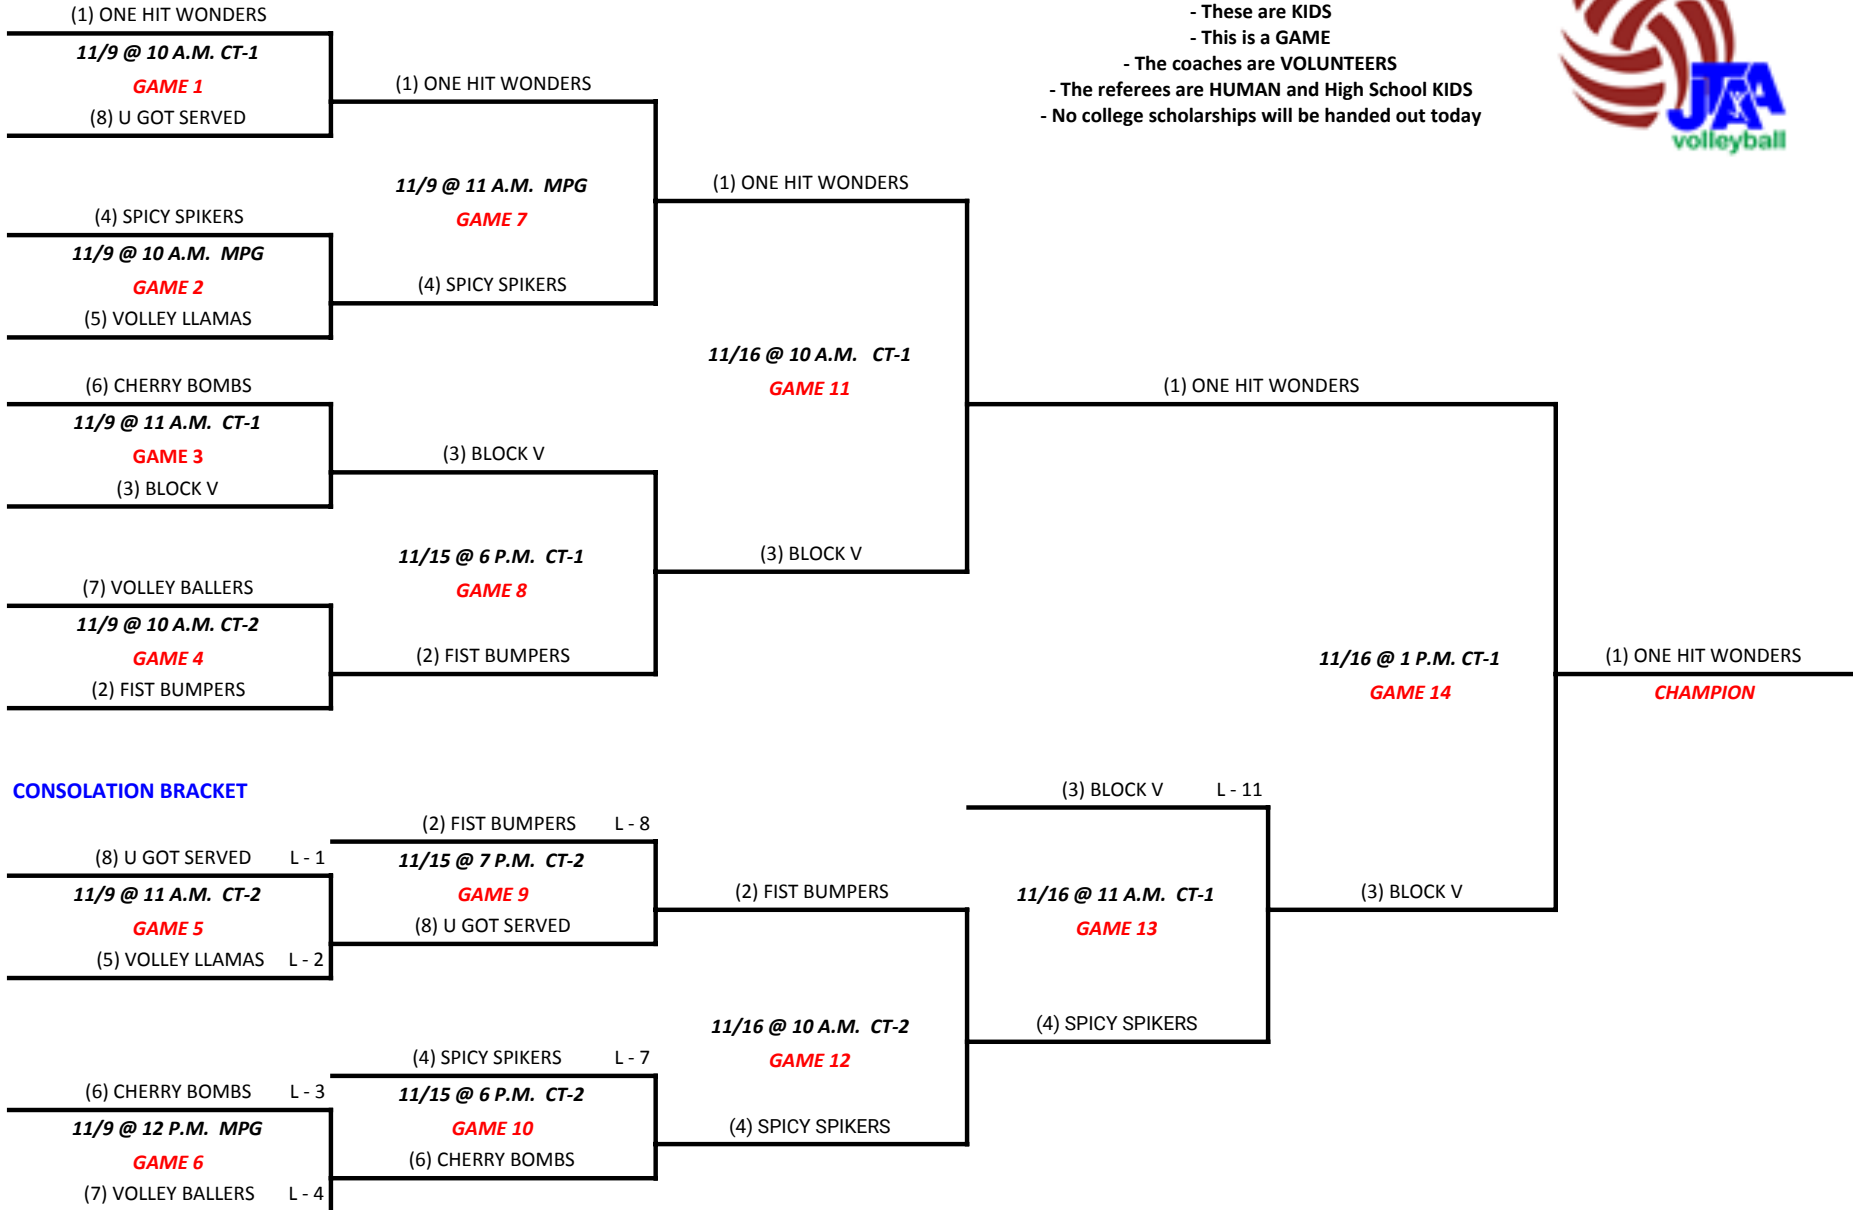 (1) ONE HIT WONDERS
11/9 @ 10 A.M. CT-1
GAME 1
(8) U GOT SERVED
(4) SPICY SPIKERS
11/9 @ 10 A.M. MPG
GAME 2
(5) VOLLEY LLAMAS
(6) CHERRY BOMBS
11/9 @ 11 A.M. CT-1
GAME 3
(3) BLOCK V
(7) VOLLEY BALLERS
11/9 @ 10 A.M. CT-2
GAME 4
(2) FIST BUMPERS
(1) ONE HIT WONDERS
11/9 @ 11 A.M. MPG
GAME 7
(4) SPICY SPIKERS
(3) BLOCK V
11/15 @ 6 P.M. CT-1
GAME 8
(2) FIST BUMPERS
(1) ONE HIT WONDERS
11/16 @ 10 A.M. CT-1
GAME 11
(3) BLOCK V
- These are KIDS
- This is a GAME
- The coaches are VOLUNTEERS
- The referees are HUMAN and High School KIDS
- No college scholarships will be handed out today
JTAA
volleyball
(1) ONE HIT WONDERS
11/16 @ 1 P.M. CT-1
GAME 14
(1) ONE HIT WONDERS
CHAMPION
CONSOLATION BRACKET
(8) U GOT SERVED L - 1
11/9 @ 11 A.M. CT-2
GAME 5
(5) VOLLEY LLAMAS L - 2
(6) CHERRY BOMBS L - 3
11/9 @ 12 P.M. MPG
GAME 6
(7) VOLLEY BALLERS L - 4
(2) FIST BUMPERS L - 8
11/15 @ 7 P.M. CT-2
GAME 9
(8) U GOT SERVED
(4) SPICY SPIKERS L - 7
11/15 @ 6 P.M. CT-2
GAME 10
(6) CHERRY BOMBS
(2) FIST BUMPERS
11/16 @ 10 A.M. CT-2
GAME 12
(4) SPICY SPIKERS
(3) BLOCK V L - 11
11/16 @ 11 A.M. CT-1
GAME 13
(4) SPICY SPIKERS
(3) BLOCK V